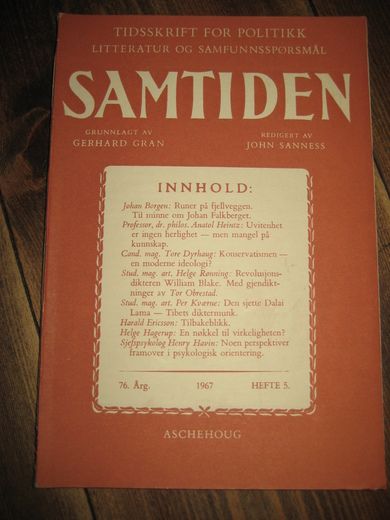 TIDSSKRIFT FOR POLITIKK
LITTERATUR OG SAMFUNNSSPØRSMÅL
SAMTIDEN
GRUNNLAGT AV
GERHARD GRAN
REDIGERT AV
JOHN SANNESS
INNHOLD:
Johan Borgen: Runer på fjellveggen.
Til minne om Johan Falkberget.
Professor, dr. philos. Anatol Heintz: Uvitenhet
er ingen herlighet — men mangel på
kunnskap.
Cand. mag. Tore Dyrhaug: Konservatismen —
en moderne ideologi?
Stud. mag. art. Helge Rønning: Revolusjons-
dikteren William Blake. Med gjendikt-
ninger av Tor Obrestad.
Stud. mag. art. Per Kværne: Den sjette Dalai
Lama — Tibets diktermunk.
Harald Ericsson: Tilbakeblikk.
Helge Hagerup: En nøkkel til virkeligheten?
Sjefspsykolog Henry Havin: Noen perspektiver
framover i psykologisk orientering.
76. Årg. 1967 HEFTE 5.
ASCHEHOUG